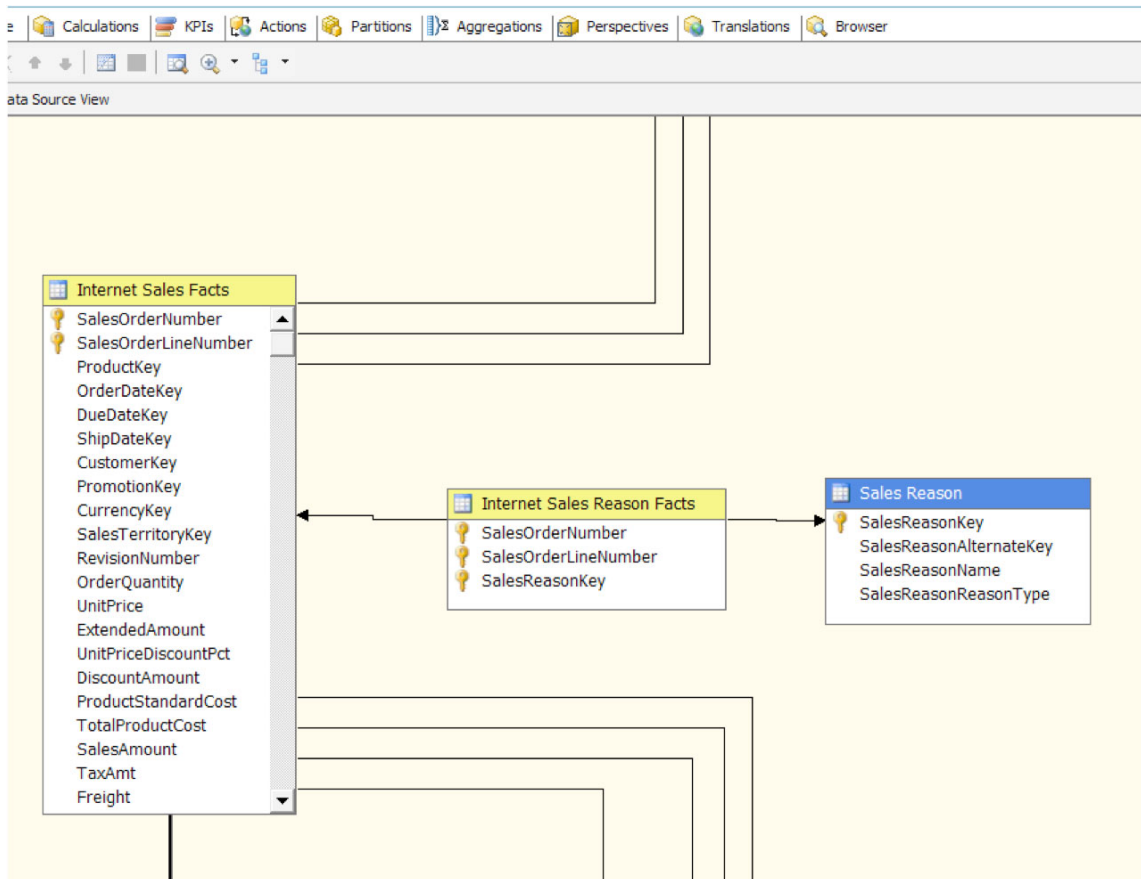 e Calculations KPIs Actions Partitions Aggregations Perspectives Translations Browser
ata Source View
Internet Sales Facts
SalesOrderNumber
SalesOrderLineNumber
ProductKey
OrderDateKey
DueDateKey
ShipDateKey
CustomerKey
PromotionKey
CurrencyKey
SalesTerritoryKey
RevisionNumber
OrderQuantity
UnitPrice
ExtendedAmount
UnitPriceDiscountPct
DiscountAmount
ProductStandardCost
TotalProductCost
SalesAmount
TaxAmt
Freight
Internet Sales Reason Facts
SalesOrderNumber
SalesOrderLineNumber
SalesReasonKey
Sales Reason
SalesReasonKey
SalesReasonAlternateKey
SalesReasonName
SalesReasonReasonType